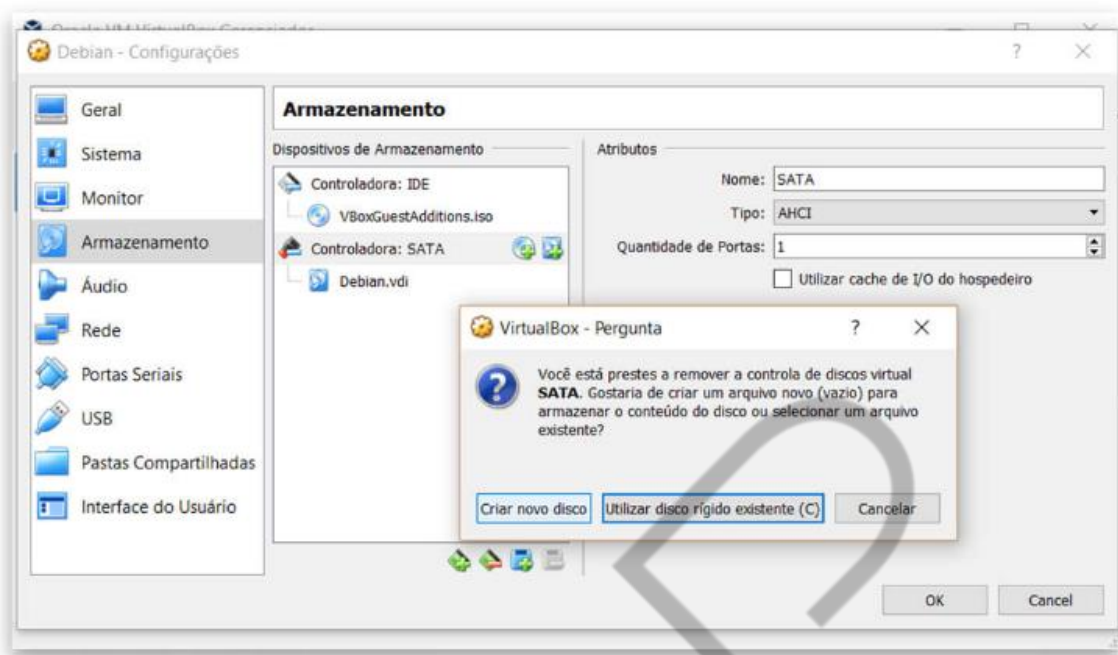 Oracle VM VirtualBox Gerenciador
Debian - Configurações
Geral
Sistema
Monitor
Armazenamento
Áudio
Rede
Portas Seriais
USB
Pastas Compartilhadas
Interface do Usuário
Armazenamento
Dispositivos de Armazenamento
Controladora: IDE
VBoxGuestAdditions.iso
Controladora: SATA
Debian.vdi
Atributos
Nome: SATA
Tipo: AHCI
Quantidade de Portas: 1
Utilizar cache de I/O do hospedeiro
VirtualBox - Pergunta
Você está prestes a remover a controla de discos virtual
SATA. Gostaria de criar um arquivo novo (vazio) para
armazenar o conteúdo do disco ou selecionar um arquivo
existente?
Criar novo disco Utilizar disco rígido existente (C) Cancelar
OK Cancel